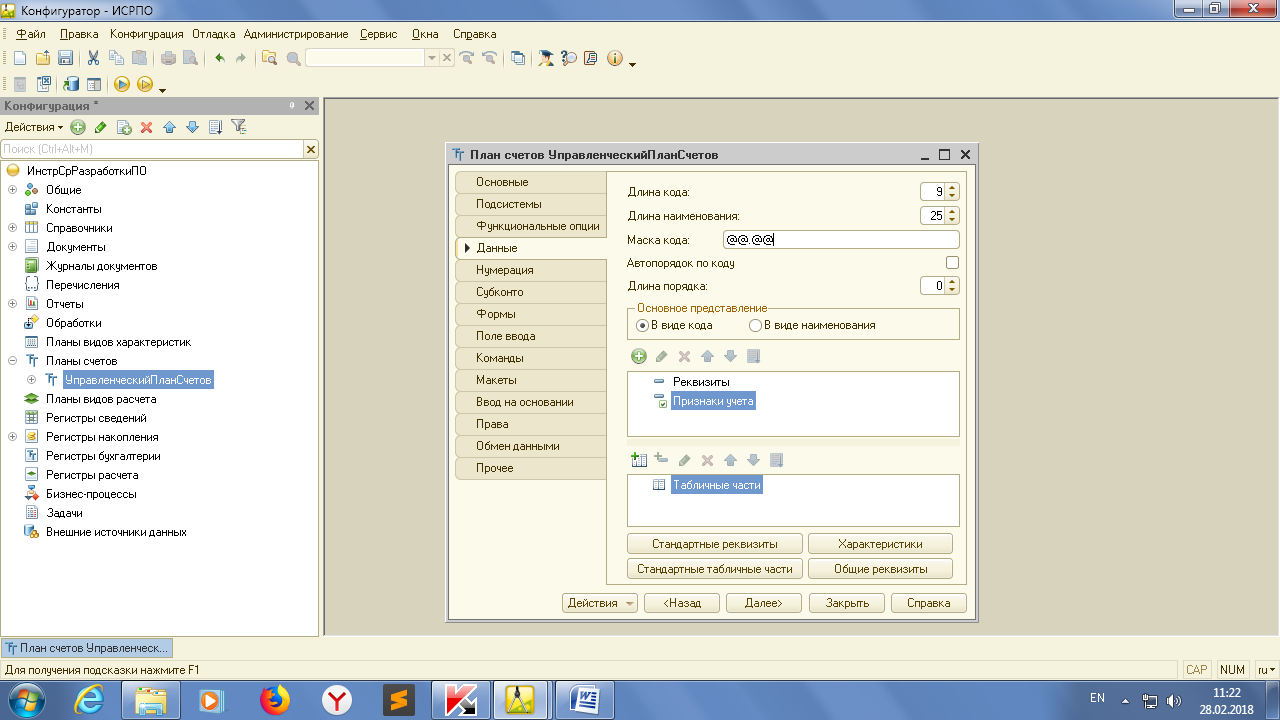 Конфигуратор - ИСРПО
Файл Правка Конфигурация Отладка Администрирование Сервис Окна Справка
Конфигурация *
Действия
Поиск (Ctrl+Alt+M)
ИнстрСрРазработкиПО
Общие
Константы
Справочники
Документы
Журналы документов
Перечисления
Отчеты
Обработки
Планы видов характеристик
Планы счетов
УправленческийПланСчетов
Планы видов расчета
Регистры сведений
Регистры накопления
Регистры бухгалтерии
Регистры расчета
Бизнес-процессы
Задачи
Внешние источники данных
План счетов УправленческийПланСчетов
Основные
Подсистемы
Функциональные опции
Данные
Нумерация
Субконто
Формы
Поле ввода
Команды
Макеты
Ввод на основании
Права
Обмен данными
Прочее
Длина кода: 9
Длина наименования: 25
Маска кода: @@.@@
Автопорядок по коду
Длина порядка: 0
Основное представление
В виде кода В виде наименования
Реквизиты
Признаки учета
Табличные части
Стандартные реквизиты Характеристики
Стандартные табличные части Общие реквизиты
Действия <Назад Далее> Закрыть Справка
План счетов Управленческ...
Для получения подсказки нажмите F1 CAP NUM ru
EN 11:22
28.02.2018